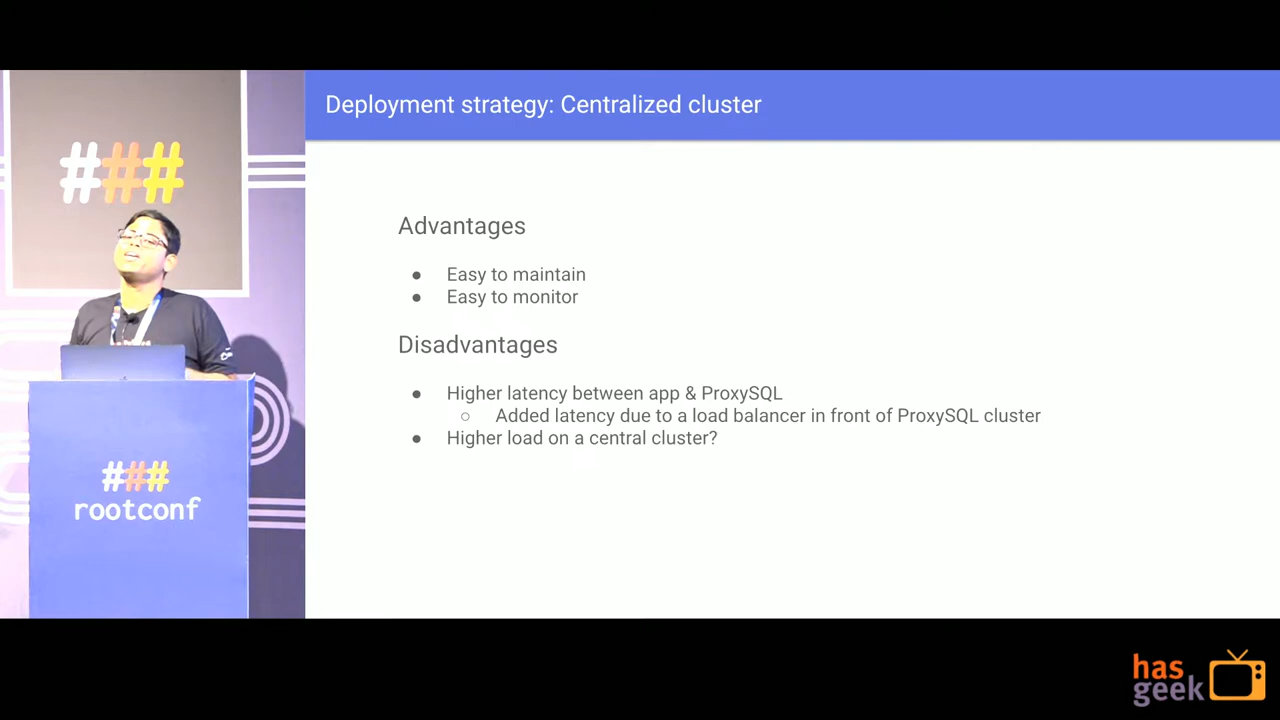 ###
###
rootconf
Deployment strategy: Centralized cluster
Advantages
● Easy to maintain
● Easy to monitor
Disadvantages
● Higher latency between app & ProxySQL
○ Added latency due to a load balancer in front of ProxySQL cluster
● Higher load on a central cluster?
has
geek